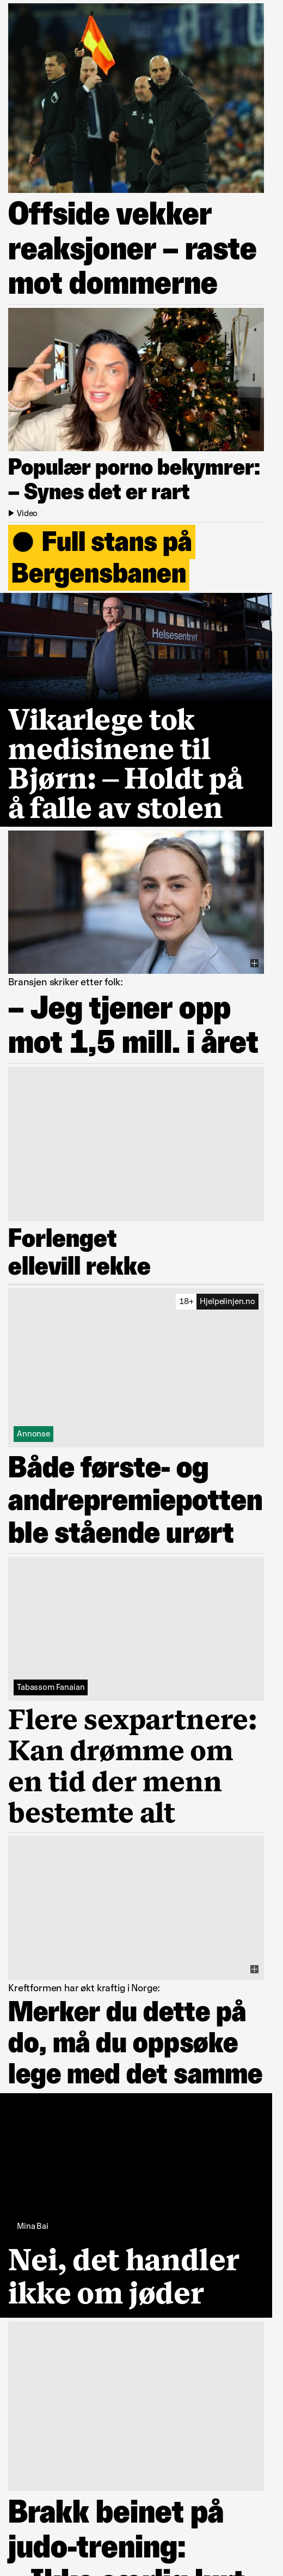 Offside vekker
reaksjoner – raste
mot dommerne
Populær porno bekymrer:
– Synes det er rart
Video
Full stans på
Bergensbanen
Helsesentret
Vikarlege tok
medisinene til
Bjørn: – Holdt på
å falle av stolen
Bransjen skriker etter folk:
– Jeg tjener opp
mot 1,5 mill. i året
Forlenget
ellevill rekke
18+ Hjelpelinjen.no
Annonse
Både første- og
andrepremiepotten
ble stående urørt
Tabassom Fanaian
Flere sexpartnere:
Kan drømme om
en tid der menn
bestemte alt
Kreftformen har økt kraftig i Norge:
Merker du dette på
do, må du oppsøke
lege med det samme
Mina Bai
Nei, det handler
ikke om jøder
Brakk beinet på
judo-trening: